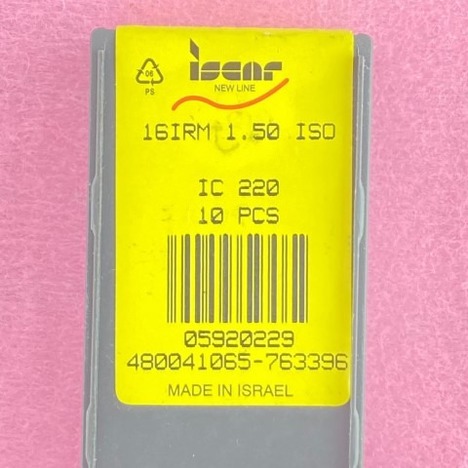 iscar
NEW LINE
06
PS
16IRM 1.50 ISO
IC 220
10 PCS
05920229
480041065-763396
MADE IN ISRAEL